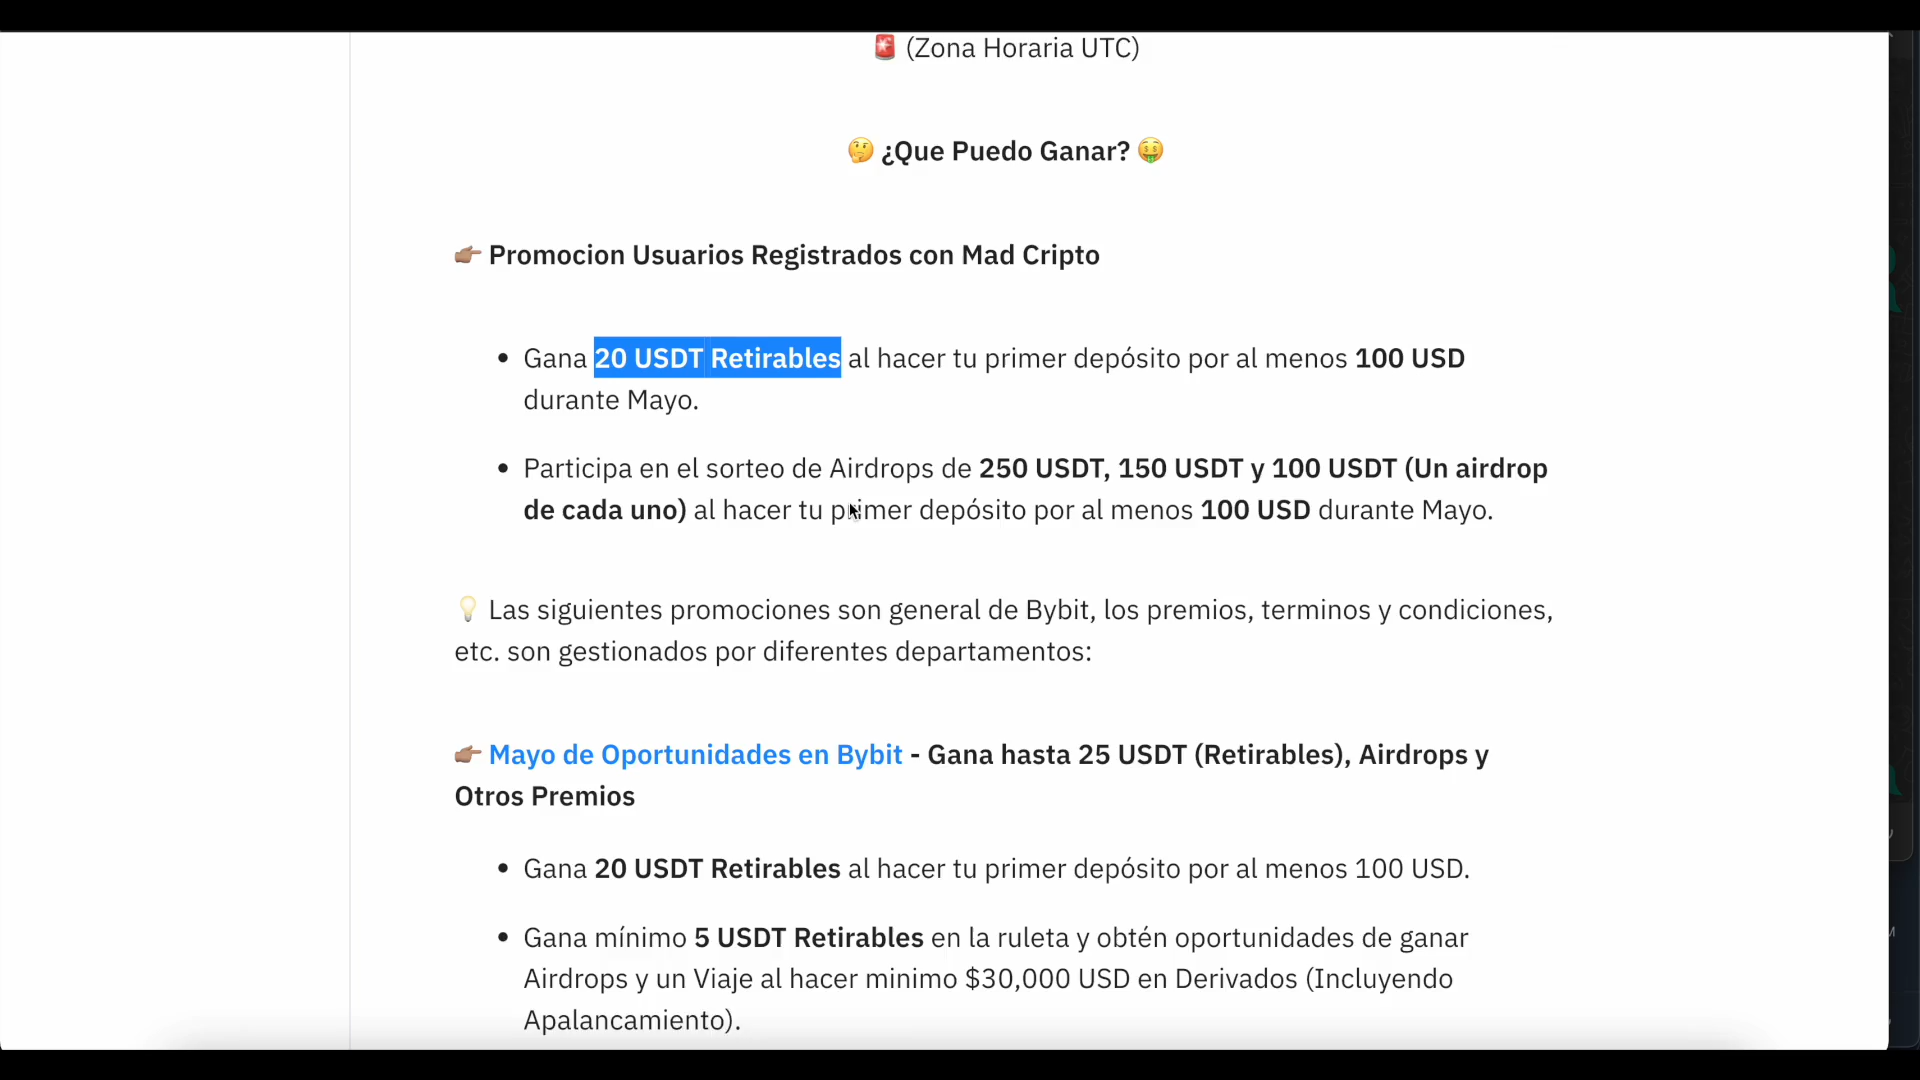 🚨 (Zona Horaria UTC)
🤔 ¿Que Puedo Ganar? 🤑
👉🏽 Promocion Usuarios Registrados con Mad Cripto
• Gana 20 USDT Retirables al hacer tu primer depósito por al menos 100 USD
durante Mayo.
• Participa en el sorteo de Airdrops de 250 USDT, 150 USDT y 100 USDT (Un airdrop
de cada uno) al hacer tu primer depósito por al menos 100 USD durante Mayo.
💡 Las siguientes promociones son general de Bybit, los premios, terminos y condiciones,
etc. son gestionados por diferentes departamentos:
👉🏽 Mayo de Oportunidades en Bybit - Gana hasta 25 USDT (Retirables), Airdrops y
Otros Premios
• Gana 20 USDT Retirables al hacer tu primer depósito por al menos 100 USD.
• Gana mínimo 5 USDT Retirables en la ruleta y obtén oportunidades de ganar
Airdrops y un Viaje al hacer minimo $30,000 USD en Derivados (Incluyendo
Apalancamiento).